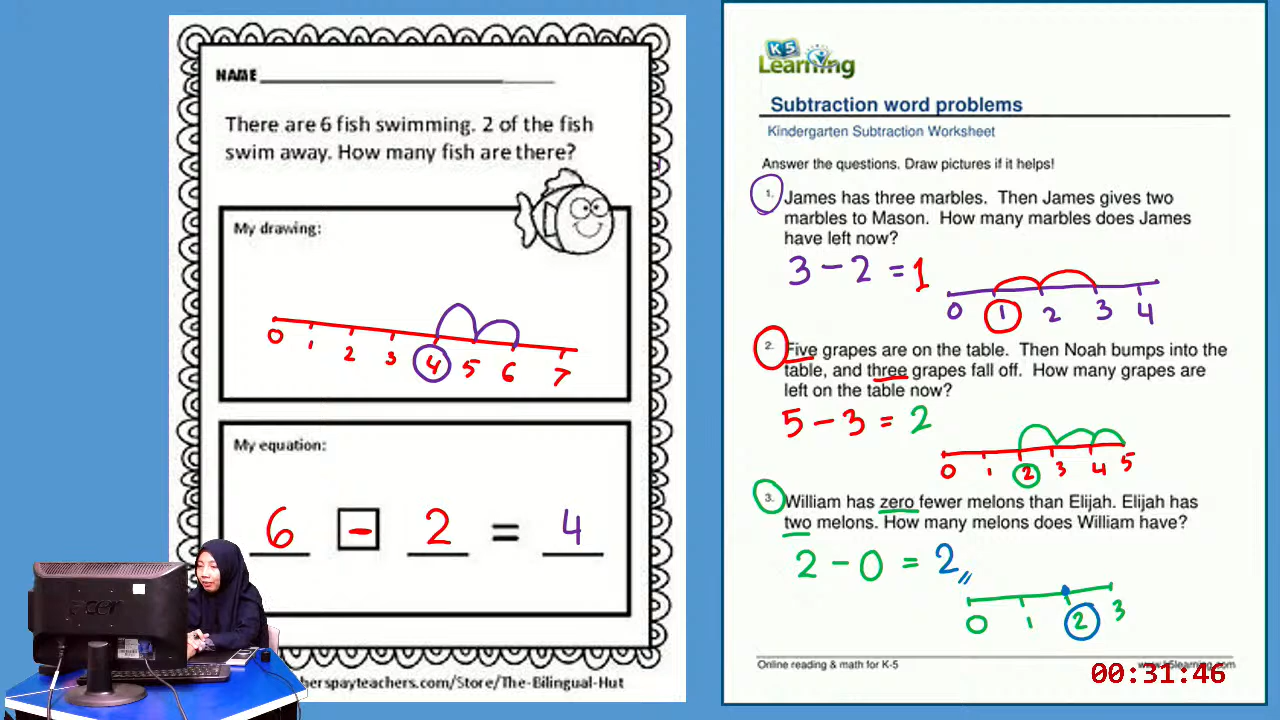 NAME
There are 6 fish swimming. 2 of the fish
swim away. How many fish are there?
My drawing:
0 1 2 3 4 5 6 7
My equation:
6 - 2 = 4
acer
herspayteachers.com/Store/The-Bilingual-Hut
K5
Learning
Subtraction word problems
Kindergarten Subtraction Worksheet
Answer the questions. Draw pictures if it helps!
1. James has three marbles. Then James gives two
marbles to Mason. How many marbles does James
have left now?
3 - 2 = 1
0 1 2 3 4
2. Five grapes are on the table. Then Noah bumps into the
table, and three grapes fall off. How many grapes are
left on the table now?
5 - 3 = 2
0 1 2 3 4 5
3. William has zero fewer melons than Elijah. Elijah has
two melons. How many melons does William have?
2 - 0 = 2
0 1 2 3
Online reading & math for K-5
www.k5learning.com
00:31:46